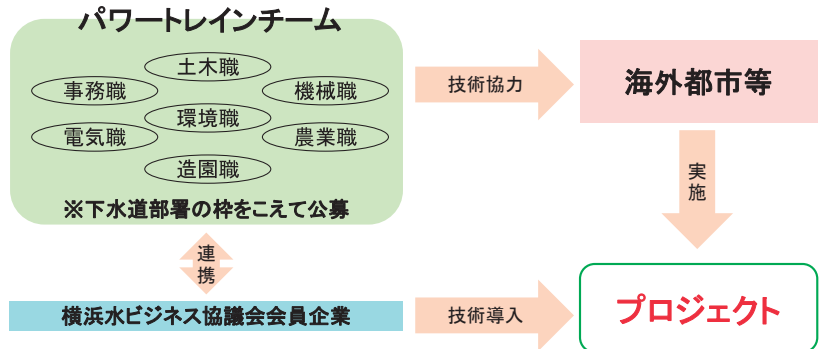 パワートレインチーム
土木職
事務職
機械職
環境職
電気職
農業職
造園職
※下水道部署の枠をこえて公募
技術協力
海外都市等
実施
連携
横浜水ビジネス協議会会員企業
技術導入
プロジェクト